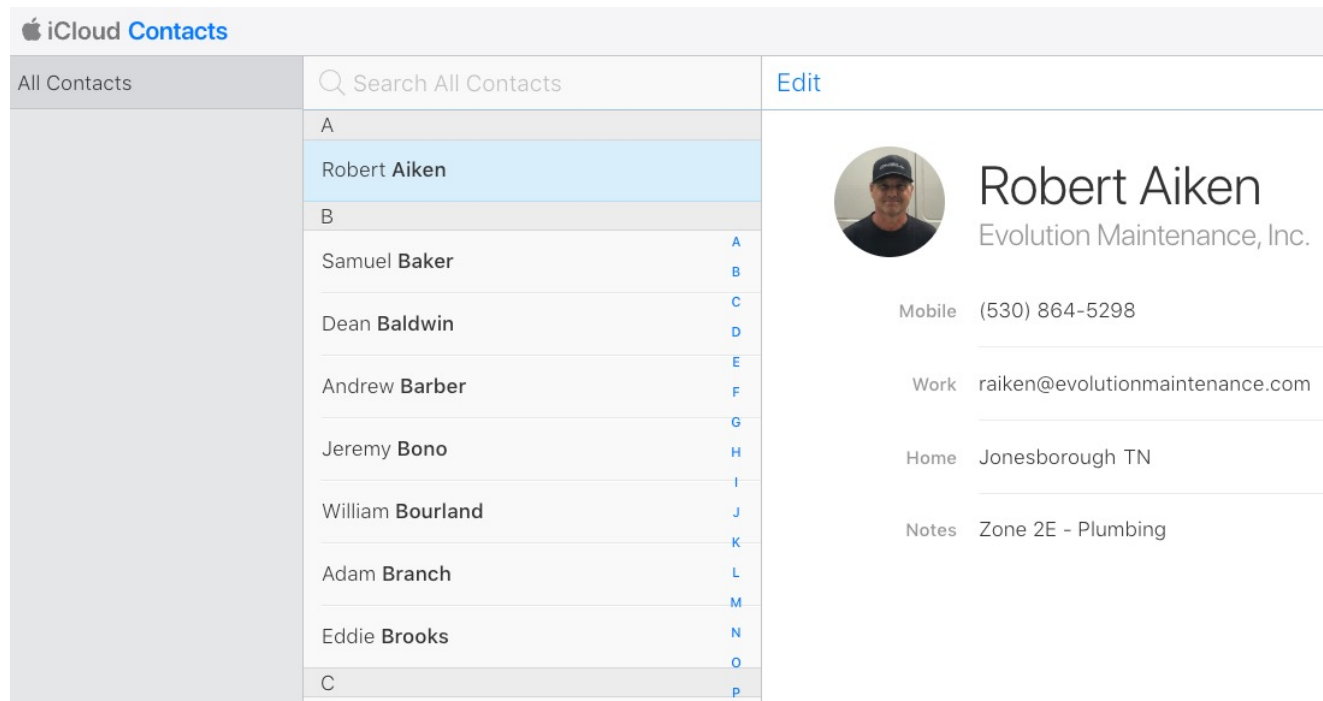 iCloud Contacts
All Contacts
Search All Contacts
A
Robert Aiken
B
Samuel Baker
Dean Baldwin
Andrew Barber
Jeremy Bono
William Bourland
Adam Branch
Eddie Brooks
C
A
B
C
D
E
F
G
H
I
J
K
L
M
N
O
P
Edit
Robert Aiken
Evolution Maintenance, Inc.
Mobile (530) 864-5298
Work raiken@evolutionmaintenance.com
Home Jonesborough TN
Notes Zone 2E - Plumbing